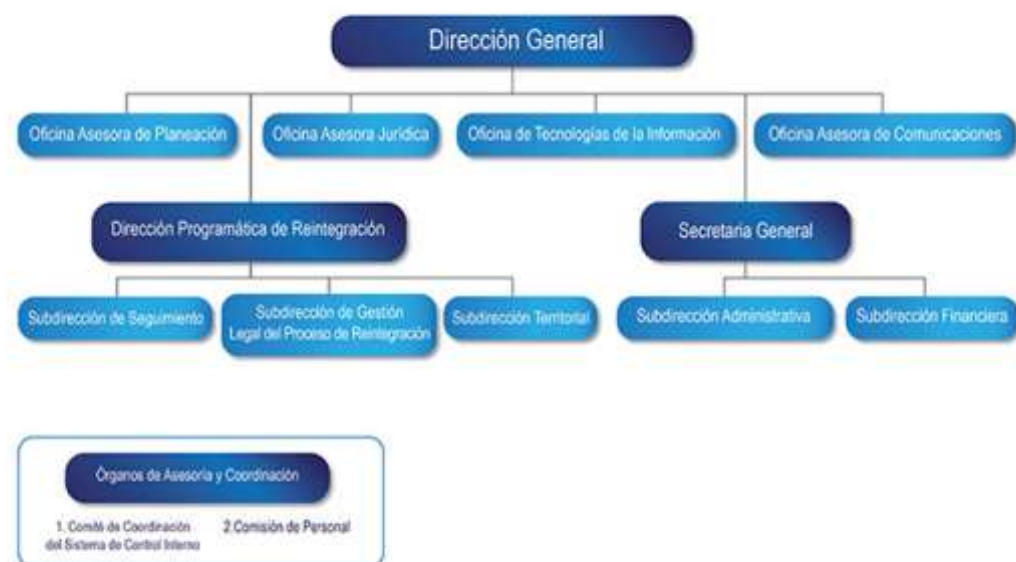 Dirección General
Oficina Asesora de Planeación
Oficina Asesora Jurídica
Oficina de Tecnologías de la Información
Oficina Asesora de Comunicaciones
Dirección Programática de Reintegración
Secretaria General
Subdirección de Seguimiento
Subdirección de Gestión
Legal del Proceso de Reintegración
Subdirección Territorial
Subdirección Administrativa
Subdirección Financiera
Órganos de Asesoría y Coordinación
1. Comité de Coordinación
del Sistema de Control Interno
2.Comisión de Personal